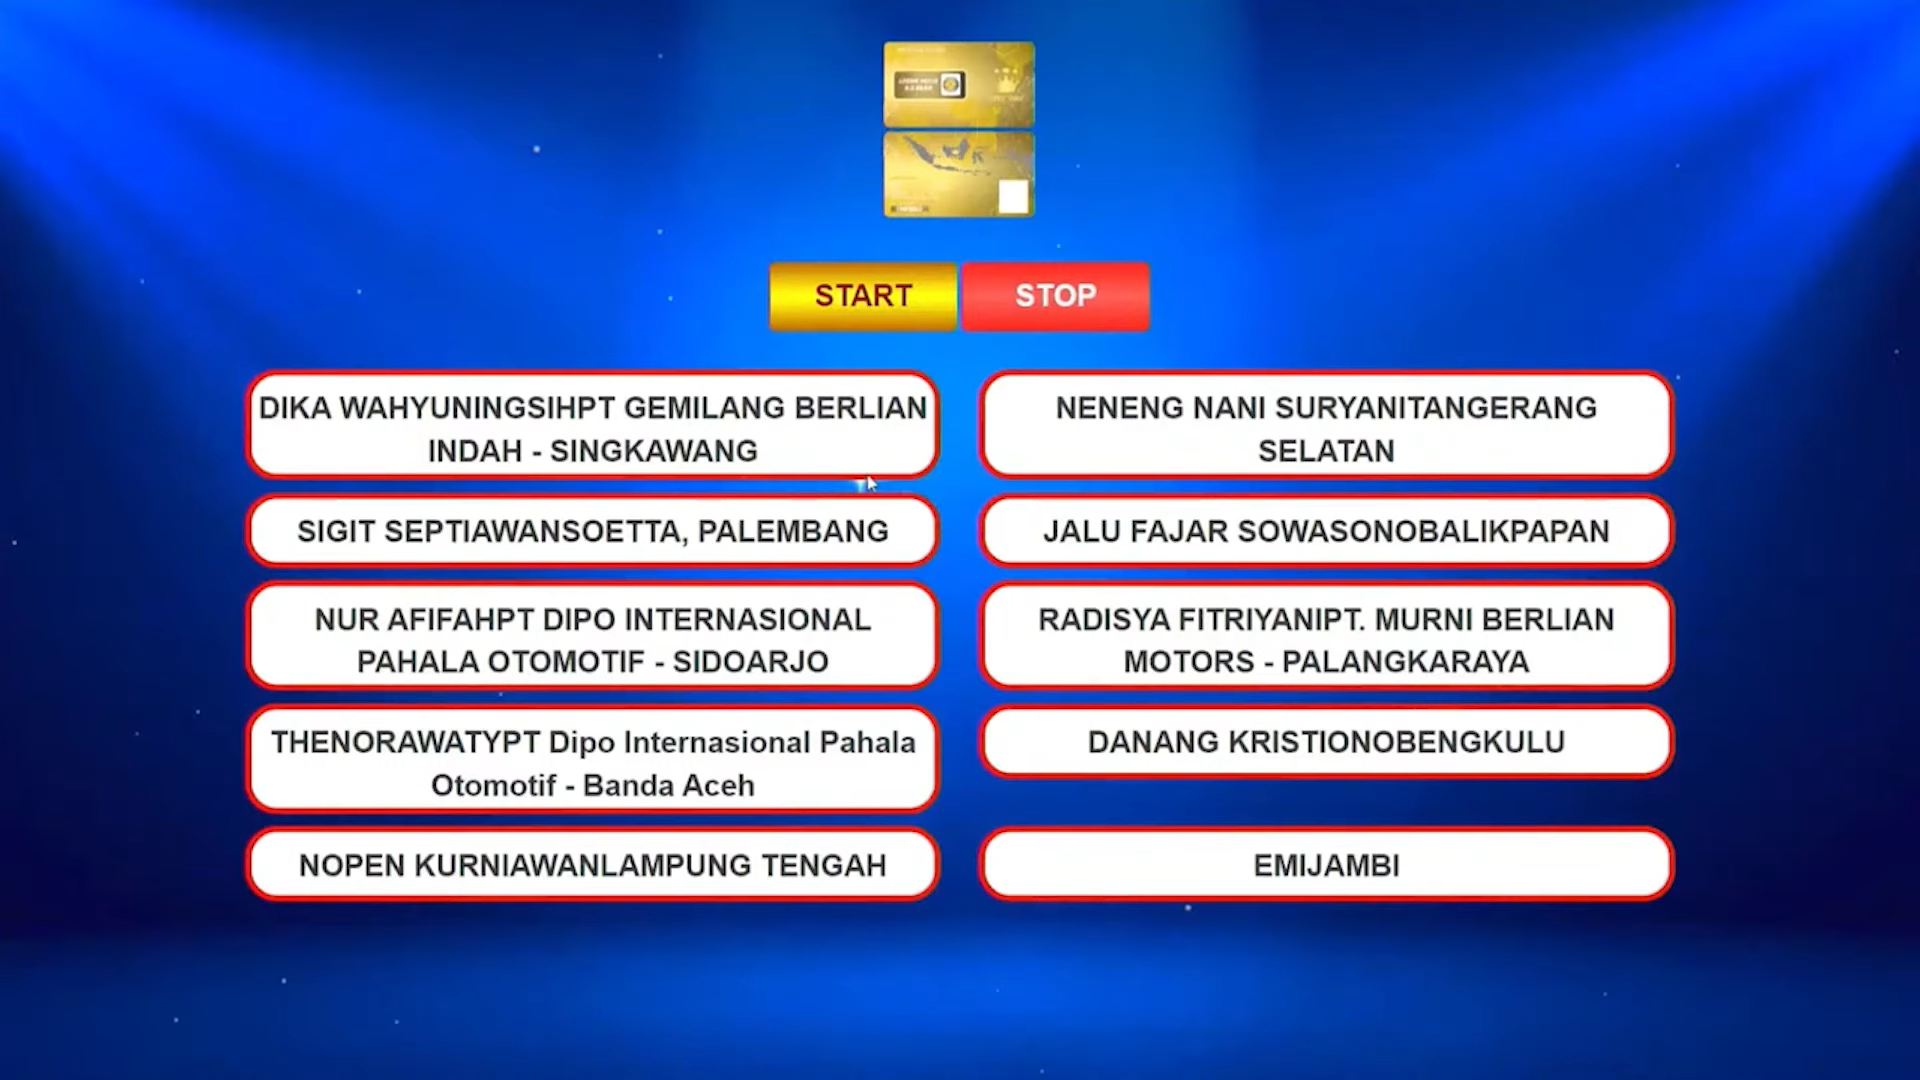 START
STOP
DIKA WAHYUNINGSIHPT GEMILANG BERLIAN
INDAH - SINGKAWANG
NENENG NANI SURYANITANGERANG
SELATAN
SIGIT SEPTIAWANSOETTA, PALEMBANG
JALU FAJAR SOWASONOBALIKPAPAN
NUR AFIFAHPT DIPO INTERNASIONAL
PAHALA OTOMOTIF - SIDOARJO
RADISYA FITRIYANIPT. MURNI BERLIAN
MOTORS - PALANGKARAYA
THENORAWATYPT Dipo Internasional Pahala
Otomotif - Banda Aceh
DANANG KRISTIONOBENGKULU
NOPEN KURNIAWANLAMPUNG TENGAH
EMIJAMBI